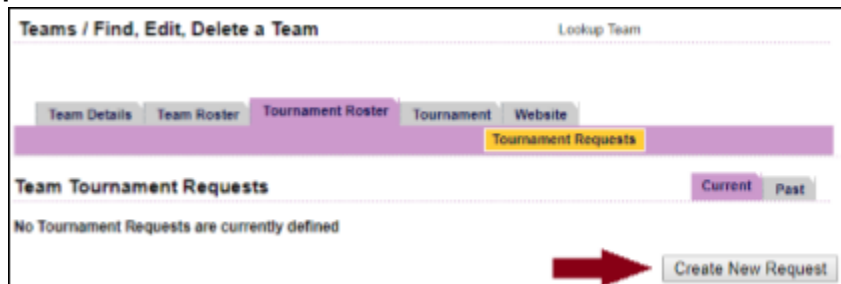 Teams / Find, Edit, Delete a Team Lookup Team
Team Details Team Roster Tournament Roster Tournament Website
Tournament Requests
Team Tournament Requests Current Past
No Tournament Requests are currently defined
Create New Request